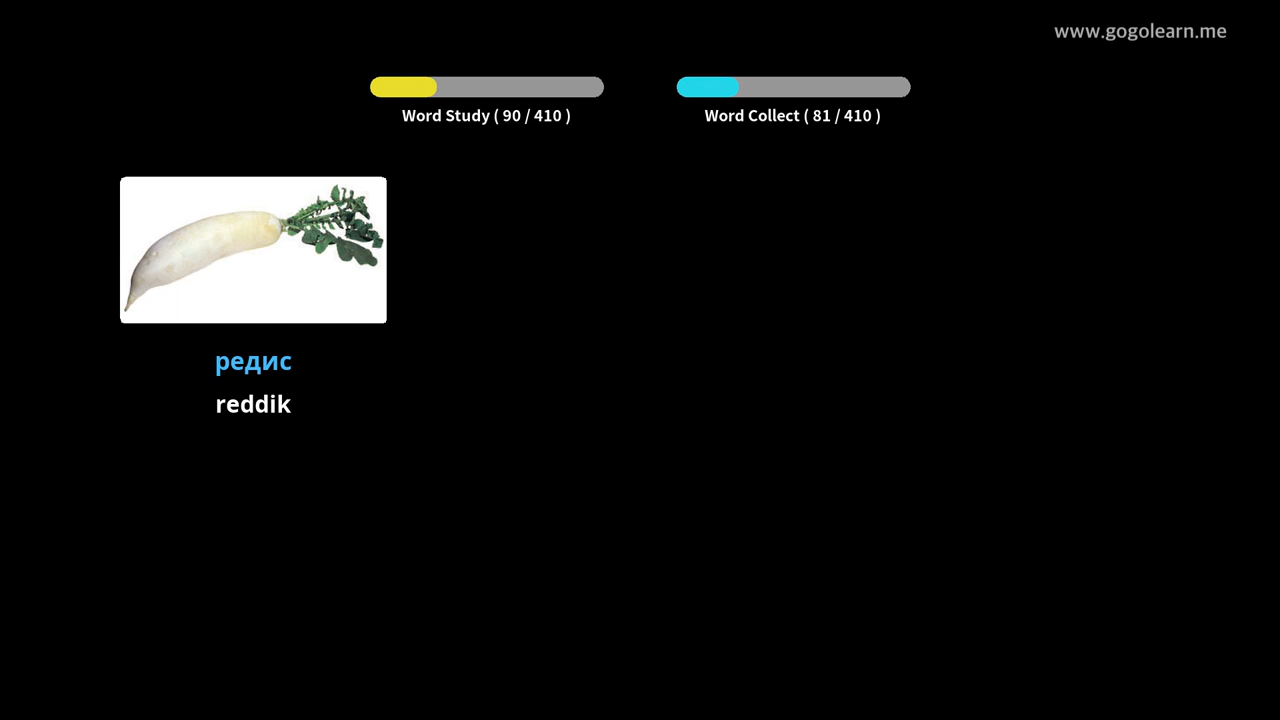 www.gogolearn.me
Word Study ( 90 / 410 )
Word Collect ( 81 / 410 )
редис
reddik